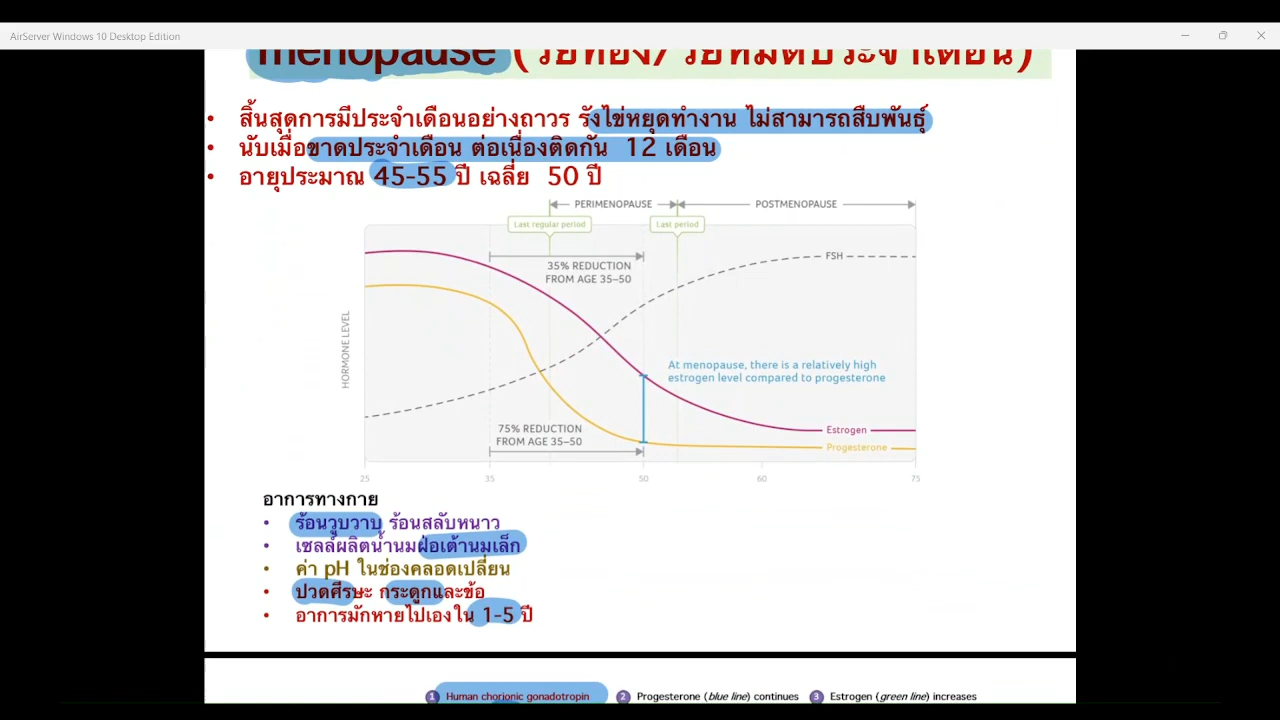 AirServer Windows 10 Desktop Edition
menopause (วัยทอง/วัยหมดประจำเดือน)
• สิ้นสุดการมีประจำเดือนอย่างถาวร รังไข่หยุดทำงาน ไม่สามารถสืบพันธุ์
• นับเมื่อขาดประจำเดือน ต่อเนื่องติดกัน 12 เดือน
• อายุประมาณ 45-55 ปี เฉลี่ย 50 ปี
PERIMENOPAUSE POSTMENOPAUSE
Last regular period Last period
FSH
35% REDUCTION
FROM AGE 35–50
HORMONE LEVEL
At menopause, there is a relatively high
estrogen level compared to progesterone
75% REDUCTION
FROM AGE 35–50
Estrogen
Progesterone
25 35 50 60 75
อาการทางกาย
• ร้อนวูบวาบ ร้อนสลับหนาว
• เซลล์ผลิตน้ำนมฝ่อเต้านมเล็ก
• ค่า pH ในช่องคลอดเปลี่ยน
• ปวดศีรษะ กระดูกและข้อ
• อาการมักหายไปเองใน 1-5 ปี
1 Human chorionic gonadotropin 2 Progesterone (blue line) continues 3 Estrogen (green line) increases